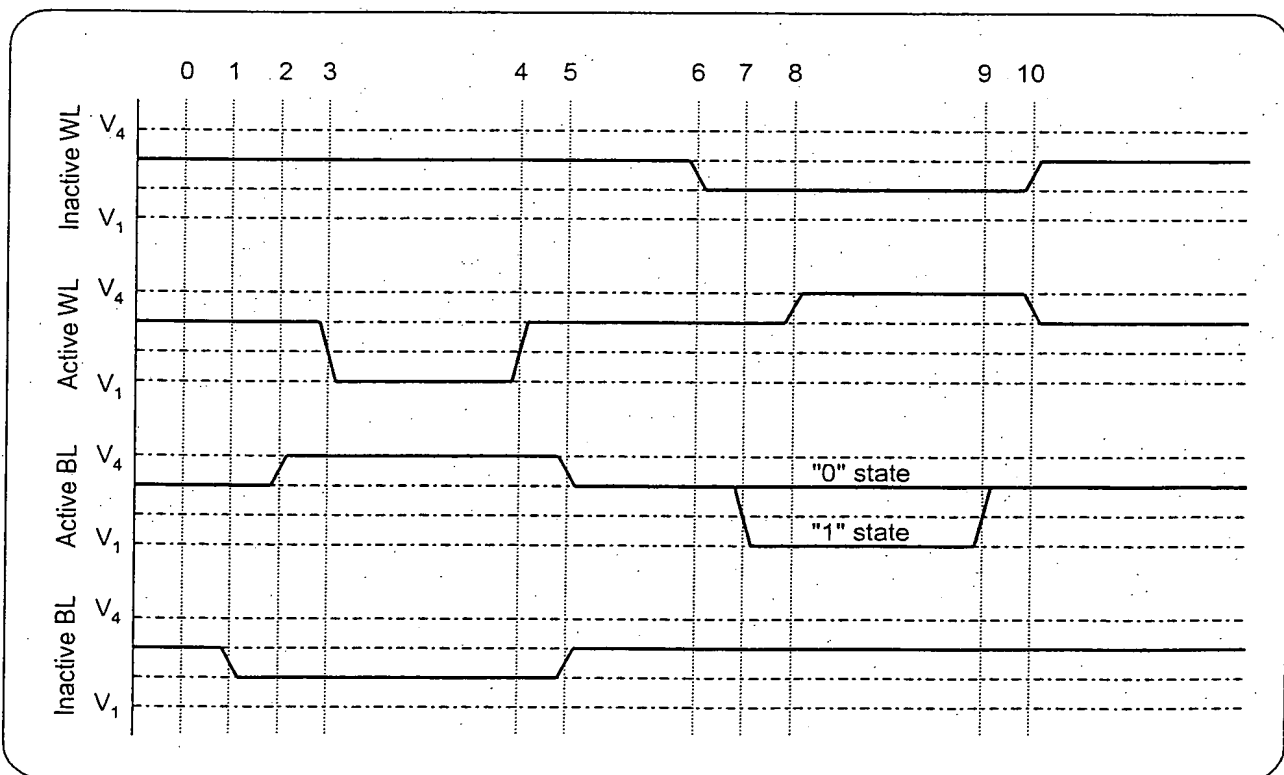 0 1 2 3 4 5 6 7 8 9 10
Inactive WL
V4
V1
Active WL
V4
V1
Active BL
V4
V1
"0" state
"1" state
Inactive BL
V4
V1